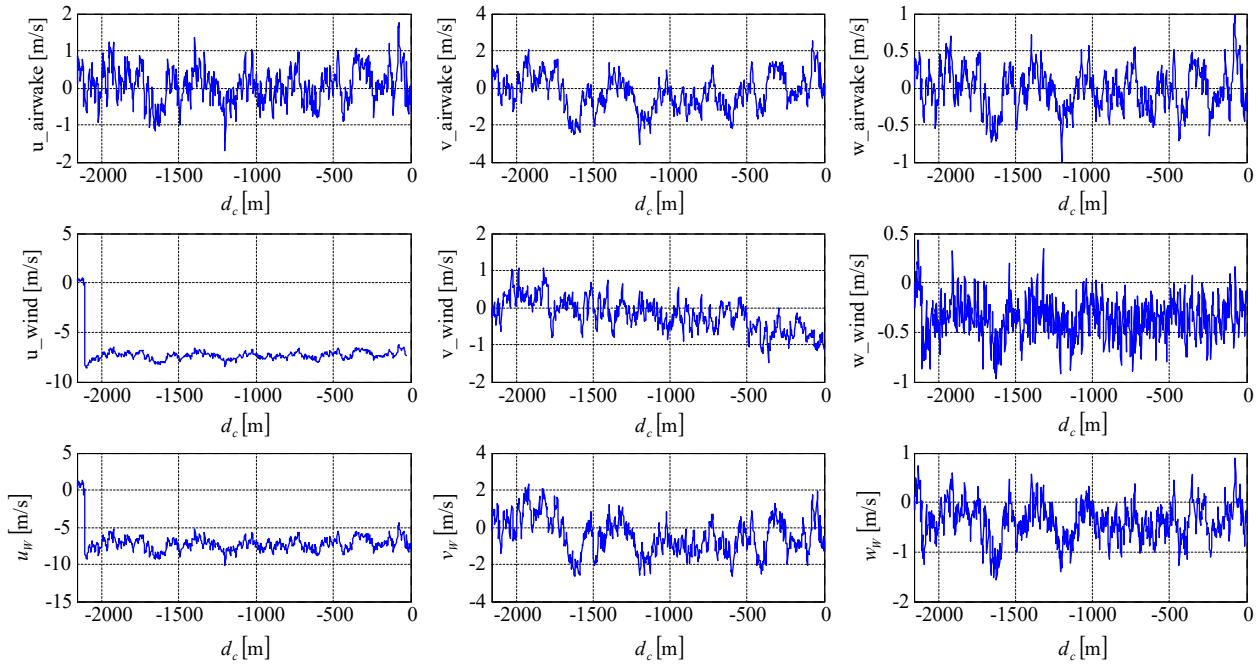 u_airwake [m/s]
2
1
0
-1
-2
-2000 -1500 -1000 -500 0
d_c [m]
v_airwake [m/s]
4
2
0
-2
-4
-2000 -1500 -1000 -500 0
d_c [m]
w_airwake [m/s]
1
0.5
0
-0.5
1
-2000 -1500 -1000 -500 0
d_c [m]
u_wind [m/s]
5
0
-5
-10
-2000 -1500 -1000 -500 0
d_c [m]
v_wind [m/s]
2
1
0
-1
-2
-2000 -1500 -1000 -500 0
d_c [m]
w_wind [m/s]
0.5
0
-0.5
-1
-2000 -1500 -1000 -500 0
d_c [m]
u_W [m/s]
5
0
-5
-10
-15
-2000 -1500 -1000 -500 0
d_c [m]
v_W [m/s]
4
2
0
-2
-4
-2000 -1500 -1000 -500 0
d_c [m]
w_W [m/s]
1
0
-1
-2
-2000 -1500 -1000 -500 0
d_c [m]